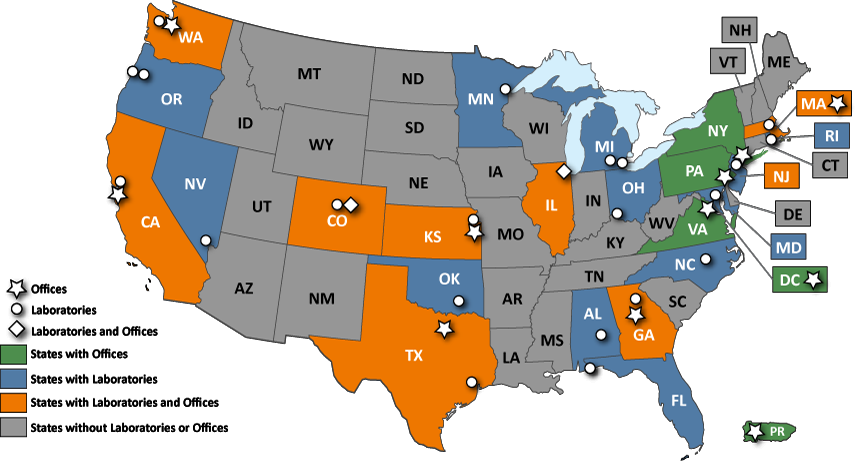 NH
WA
VT
ME
MT
ND
MN
OR
MA
ID
SD
WI
NY
RI
MI
WY
CT
IA
PA
NE
NJ
NV
OH
IL
IN
UT
CO
DE
CA
WV
VA
KS
MO
KY
MD
NC
TN
OK
DC
AZ
NM
AR
SC
AL
GA
MS
TX
LA
FL
PR
Offices
Laboratories
Laboratories and Offices
States with Offices
States with Laboratories
States with Laboratories and Offices
States without Laboratories or Offices